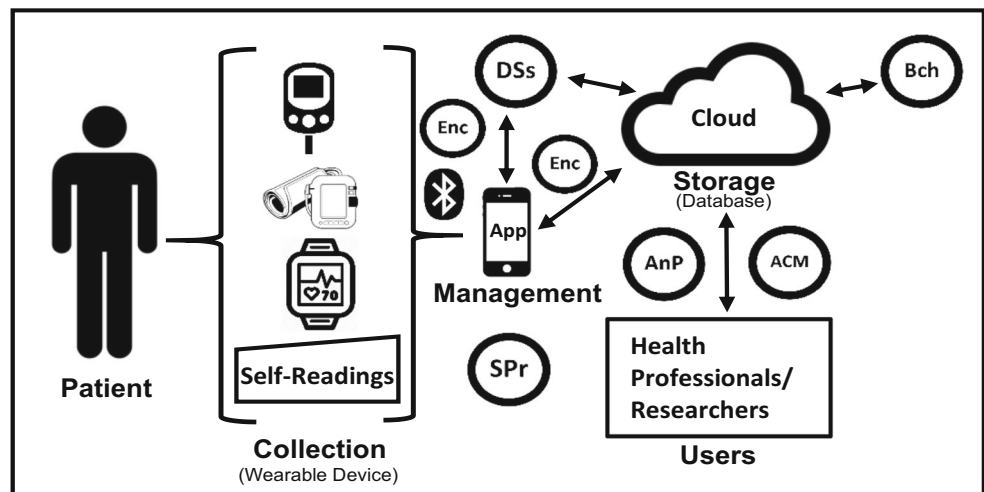 Patient
70
Self-Readings
Collection
(Wearable Device)
Enc
DSs
Enc
App
Management
SPr
Cloud
Storage
(Database)
Bch
AnP
ACM
Health
Professionals/
Researchers
Users